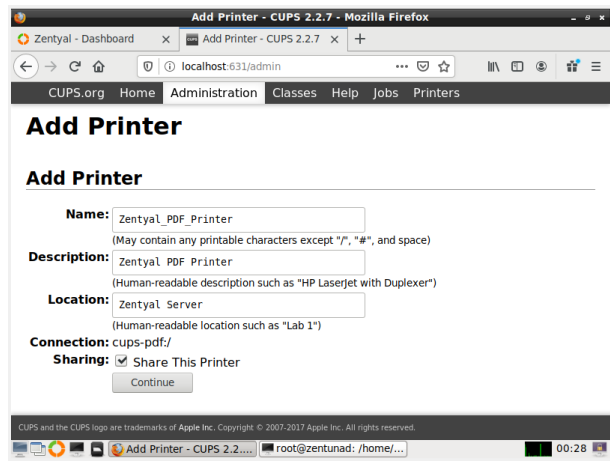 Add Printer - CUPS 2.2.7 - Mozilla Firefox
Zentyal - Dashboard
Add Printer - CUPS 2.2.7
localhost:631/admin
CUPS.org Home Administration Classes Help Jobs Printers
Add Printer
Add Printer
Name: Zentyal_PDF_Printer
(May contain any printable characters except "/", "#", and space)
Description: Zentyal PDF Printer
(Human-readable description such as "HP LaserJet with Duplexer")
Location: Zentyal Server
(Human-readable location such as "Lab 1")
Connection: cups-pdf:/
Sharing: Share This Printer
Continue
CUPS and the CUPS logo are trademarks of Apple Inc. Copyright © 2007-2017 Apple Inc. All rights reserved.
Add Printer - CUPS 2.2.... root@zentunad: /home/... 00:28